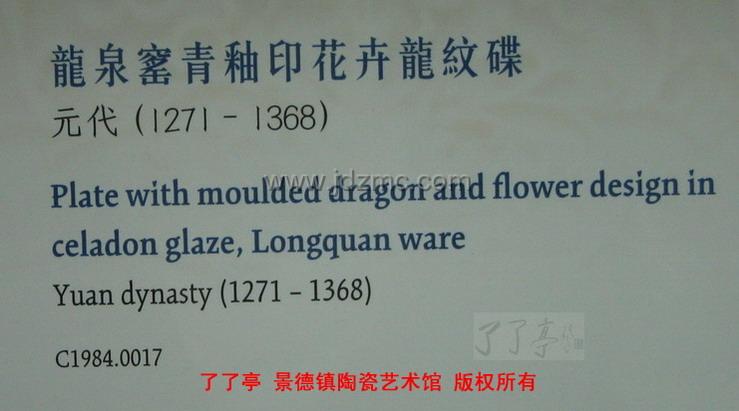 龍泉窰青釉印花卉龍紋碟
元代 (1271 - 1368)
www.jdzmc.com
Plate with moulded dragon and flower design in
celadon glaze, Longquan ware
Yuan dynasty (1271 – 1368)
了了亭
C1984.0017
了了亭 景德镇陶瓷艺术馆 版权所有